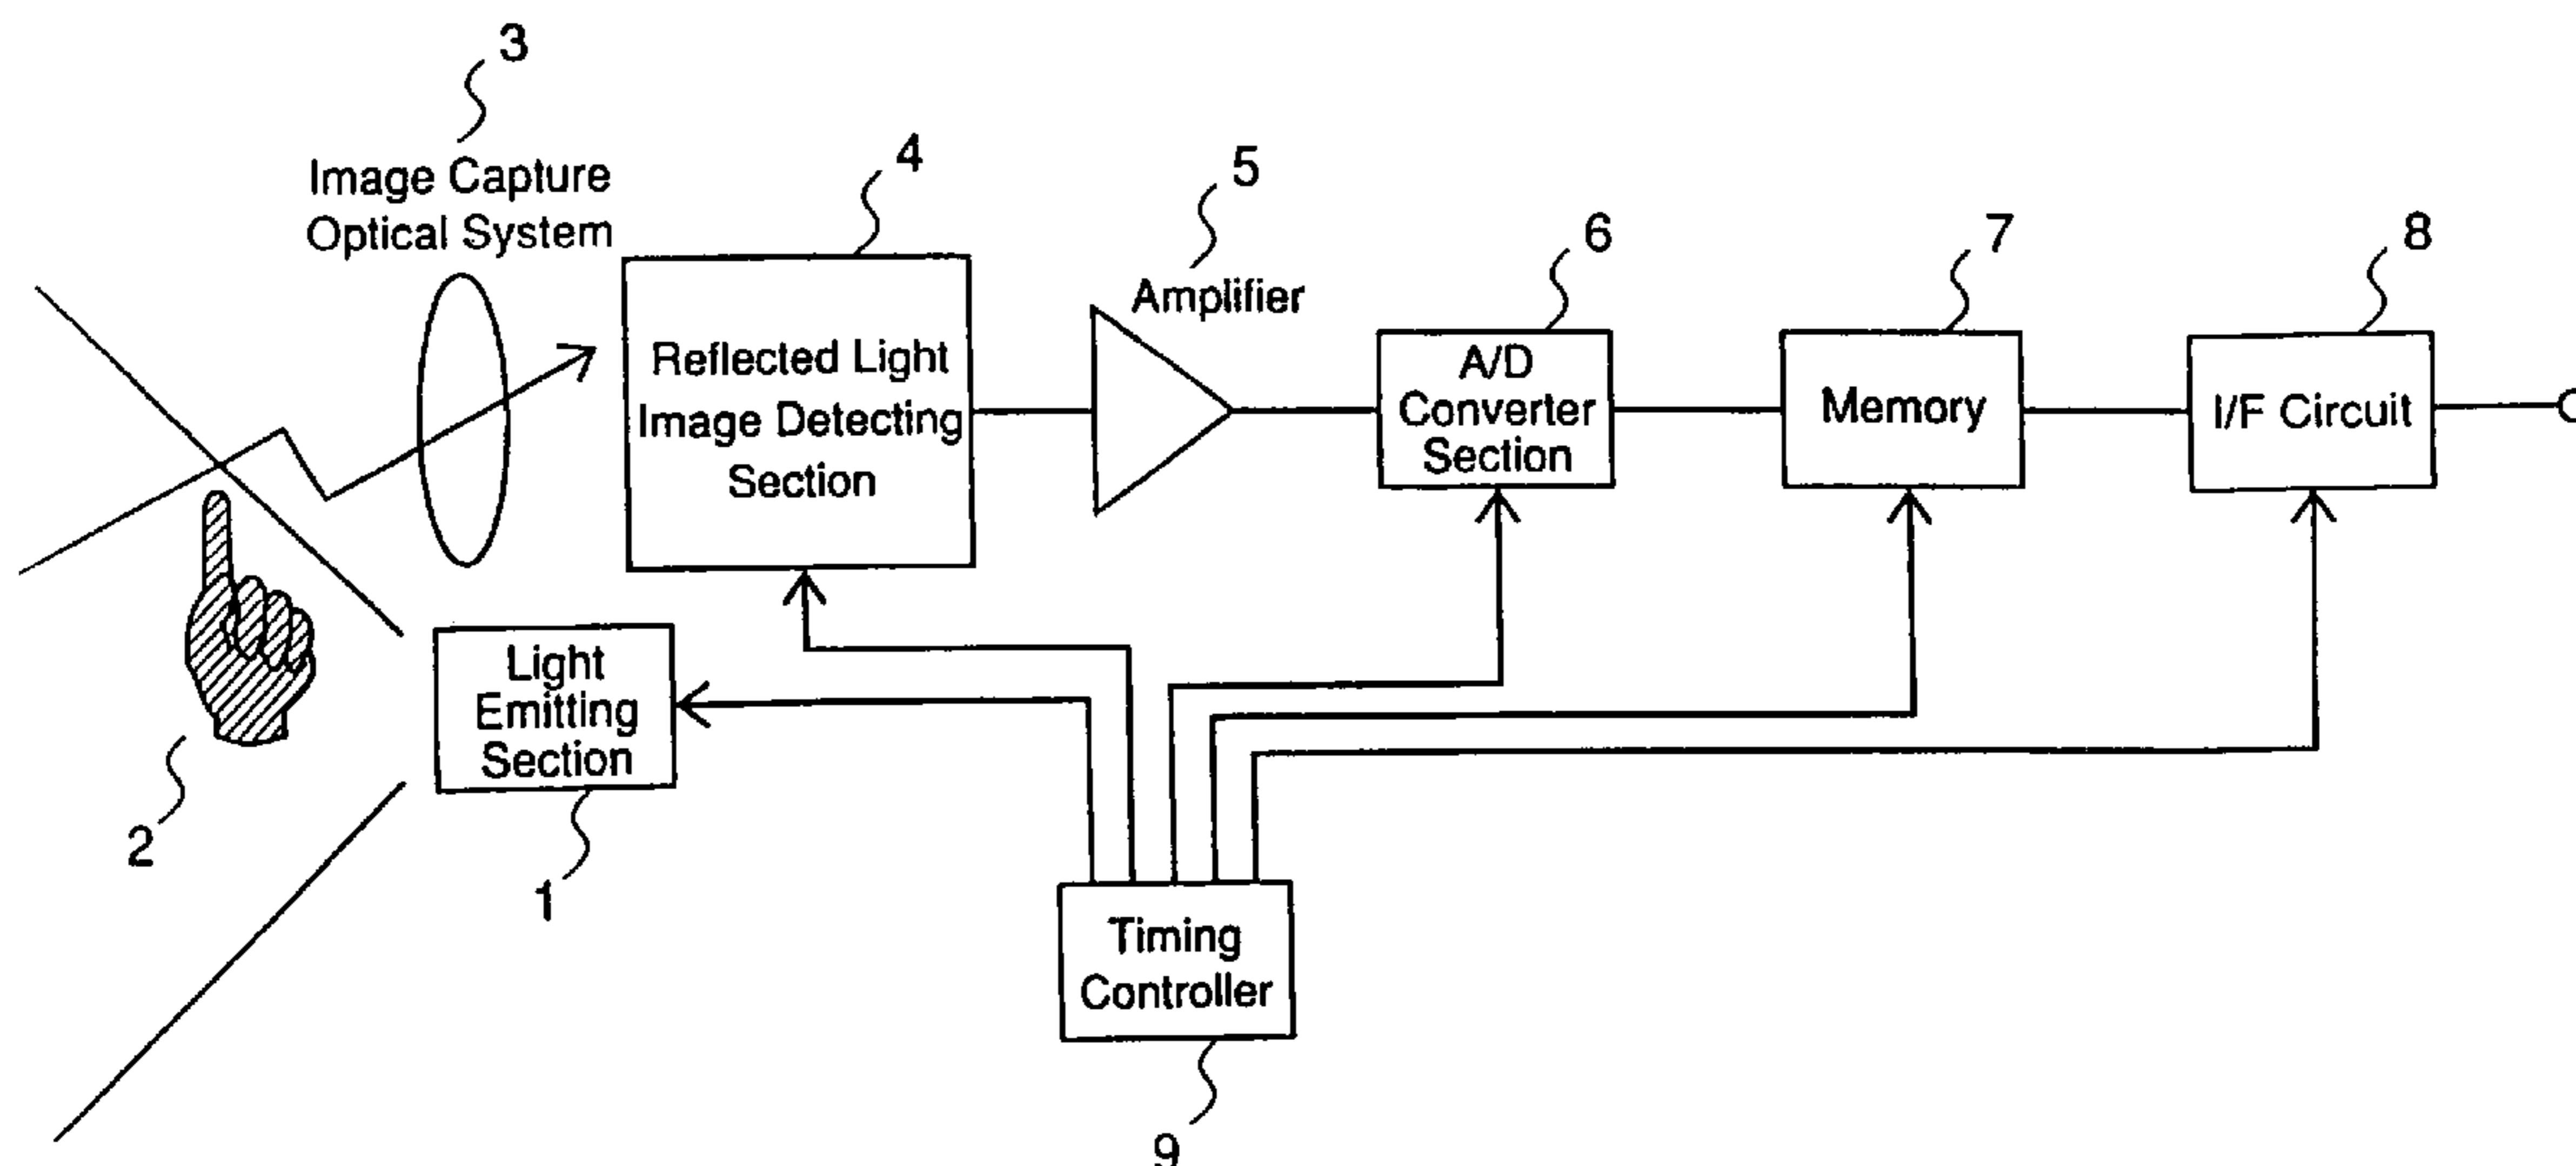 3
Image Capture
Optical System
4
Reflected Light
Image Detecting
Section
5
Amplifier
6
A/D
Converter
Section
7
Memory
8
I/F Circuit
Light
Emitting
Section
1
2
Timing
Controller
9